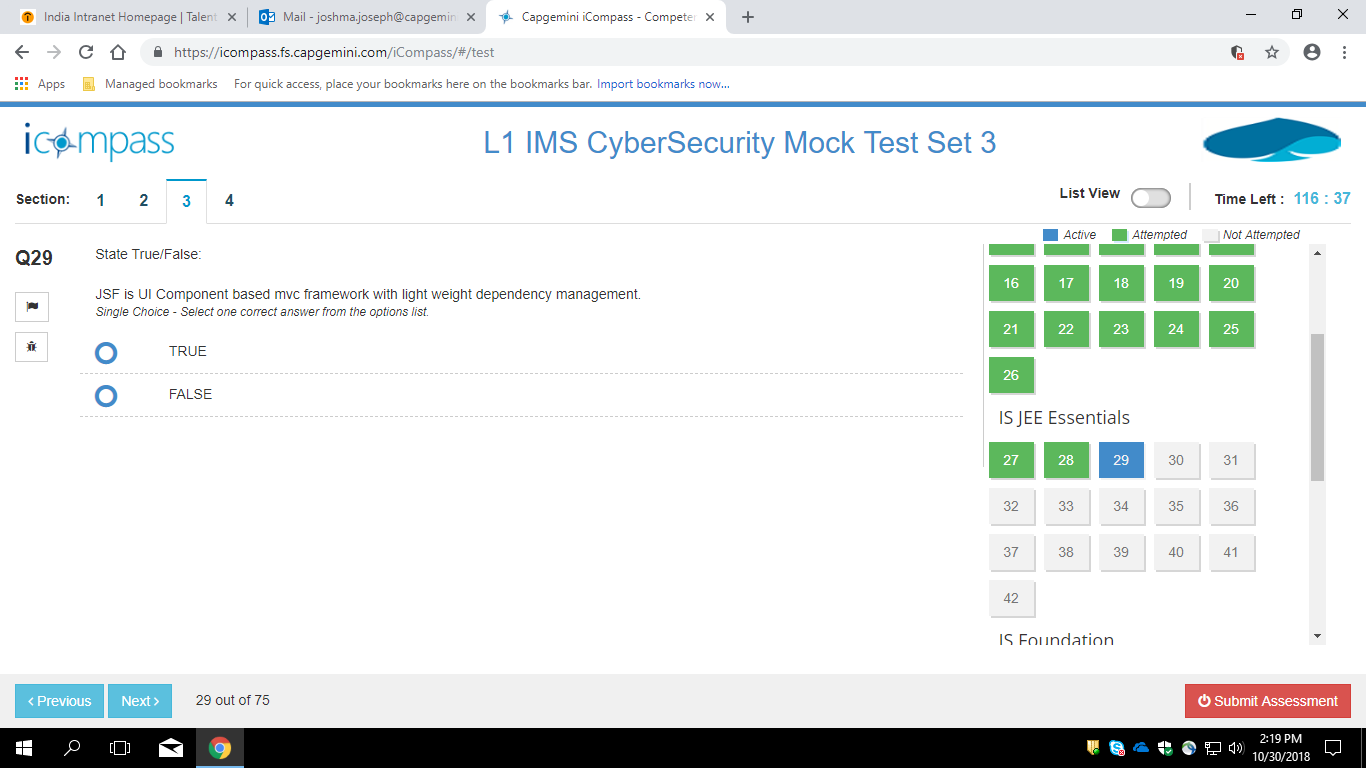 India Intranet Homepage | Talent
Mail - joshma.joseph@capgemin
Capgemini iCompass - Competen
https://icompass.fs.capgemini.com/iCompass/#/test
Apps
Managed bookmarks
For quick access, place your bookmarks here on the bookmarks bar. Import bookmarks now...
icompass
L1 IMS CyberSecurity Mock Test Set 3
Section: 1 2 3 4
List View
Time Left : 116 : 37
Active Attempted Not Attempted
Q29
State True/False:
JSF is UI Component based mvc framework with light weight dependency management.
Single Choice - Select one correct answer from the options list.
TRUE
FALSE
16 17 18 19 20
21 22 23 24 25
26
IS JEE Essentials
27 28 29 30 31
32 33 34 35 36
37 38 39 40 41
42
IS Foundation
Previous
Next
29 out of 75
Submit Assessment
2:19 PM
10/30/2018